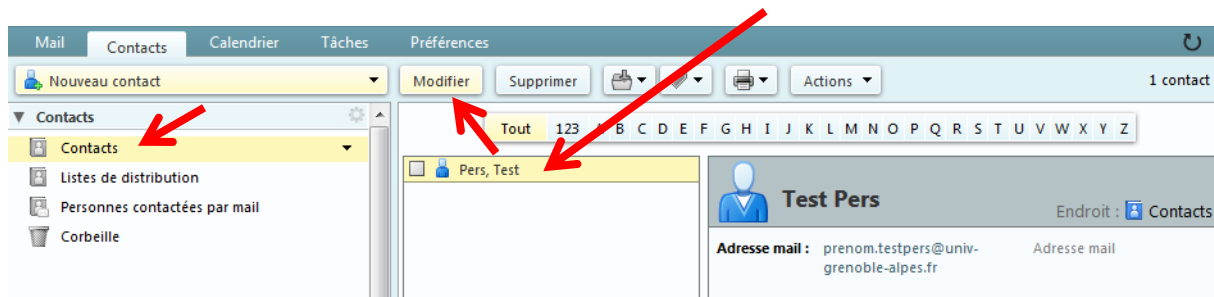 Mail Contacts Calendrier Tâches Préférences
Nouveau contact Modifier Supprimer Actions 1 contact
Contacts
Tout 123 A B C D E F G H I J K L M N O P Q R S T U V W X Y Z
Contacts
Pers, Test
Listes de distribution
Personnes contactées par mail
Corbeille
Test Pers
Endroit : Contacts
Adresse mail : prenom.testpers@univ-
grenoble-alpes.fr
Adresse mail